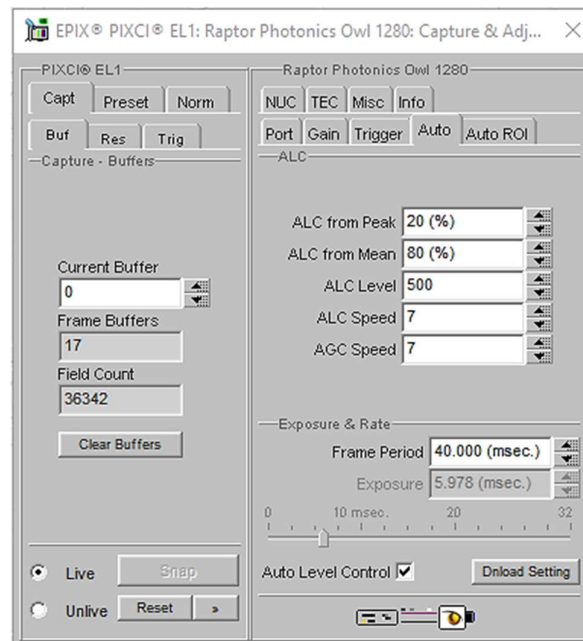 EPIX® PIXCI® EL1: Raptor Photonics Owl 1280: Capture & Adj...
PIXCI® EL1
Capt Preset Norm
Buf Res Trig
Capture - Buffers
Current Buffer
0
Frame Buffers
17
Field Count
36342
Clear Buffers
Live Snap
Unlive Reset »
Raptor Photonics Owl 1280
NUC TEC Misc Info
Port Gain Trigger Auto Auto ROI
ALC
ALC from Peak 20 (%)
ALC from Mean 80 (%)
ALC Level 500
ALC Speed 7
AGC Speed 7
Exposure & Rate
Frame Period 40.000 (msec.)
Exposure 5.978 (msec.)
0 10 msec. 20 32
Auto Level Control Dnload Setting